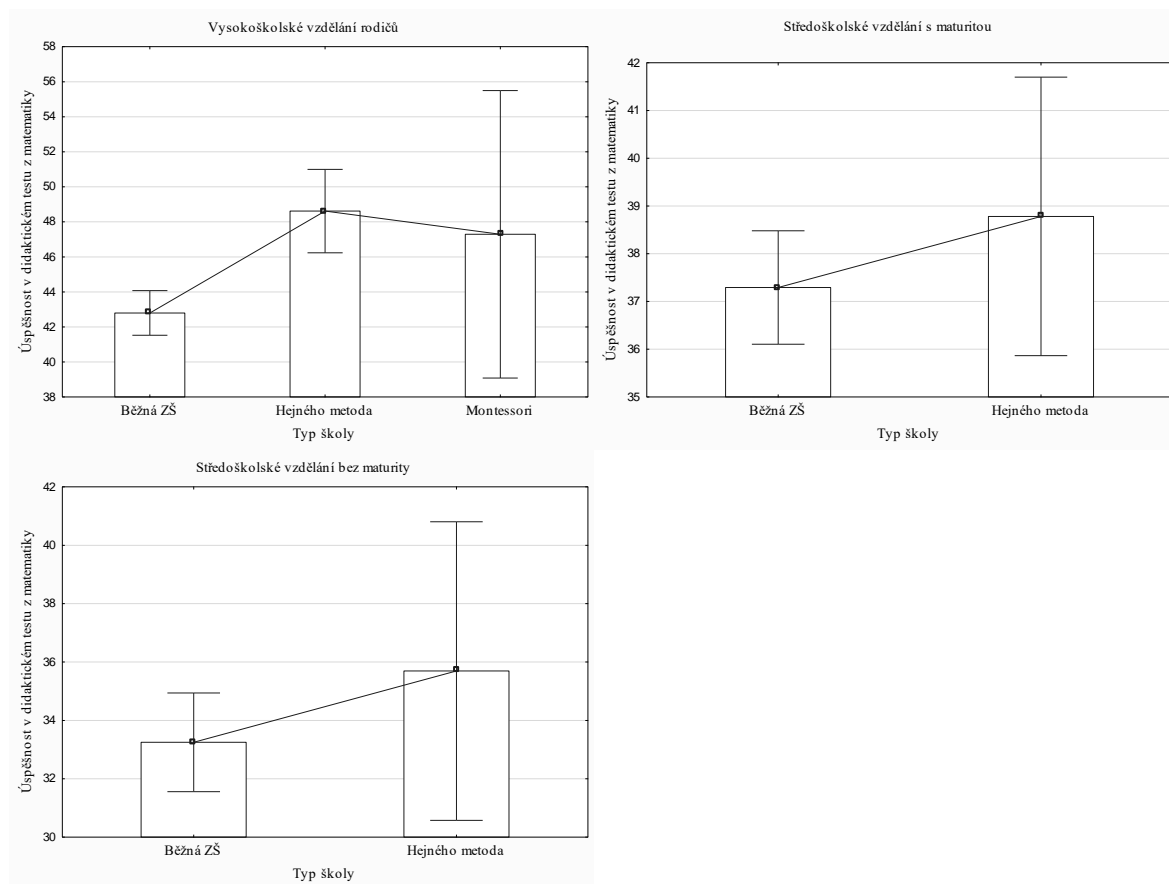 Vysokoškolské vzdělání rodičů
Úspěšnost v didaktickém testu z matematiky
58
56
54
52
50
48
46
44
42
40
38
Běžná ZŠ Hejného metoda Montessori
Typ školy
Středoškolské vzdělání s maturitou
Úspěšnost v didaktickém testu z matematiky
42
41
40
39
38
37
36
35
Běžná ZŠ Hejného metoda
Typ školy
Středoškolské vzdělání bez maturity
Úspěšnost v didaktickém testu z matematiky
42
40
38
36
34
32
30
Běžná ZŠ Hejného metoda
Typ školy